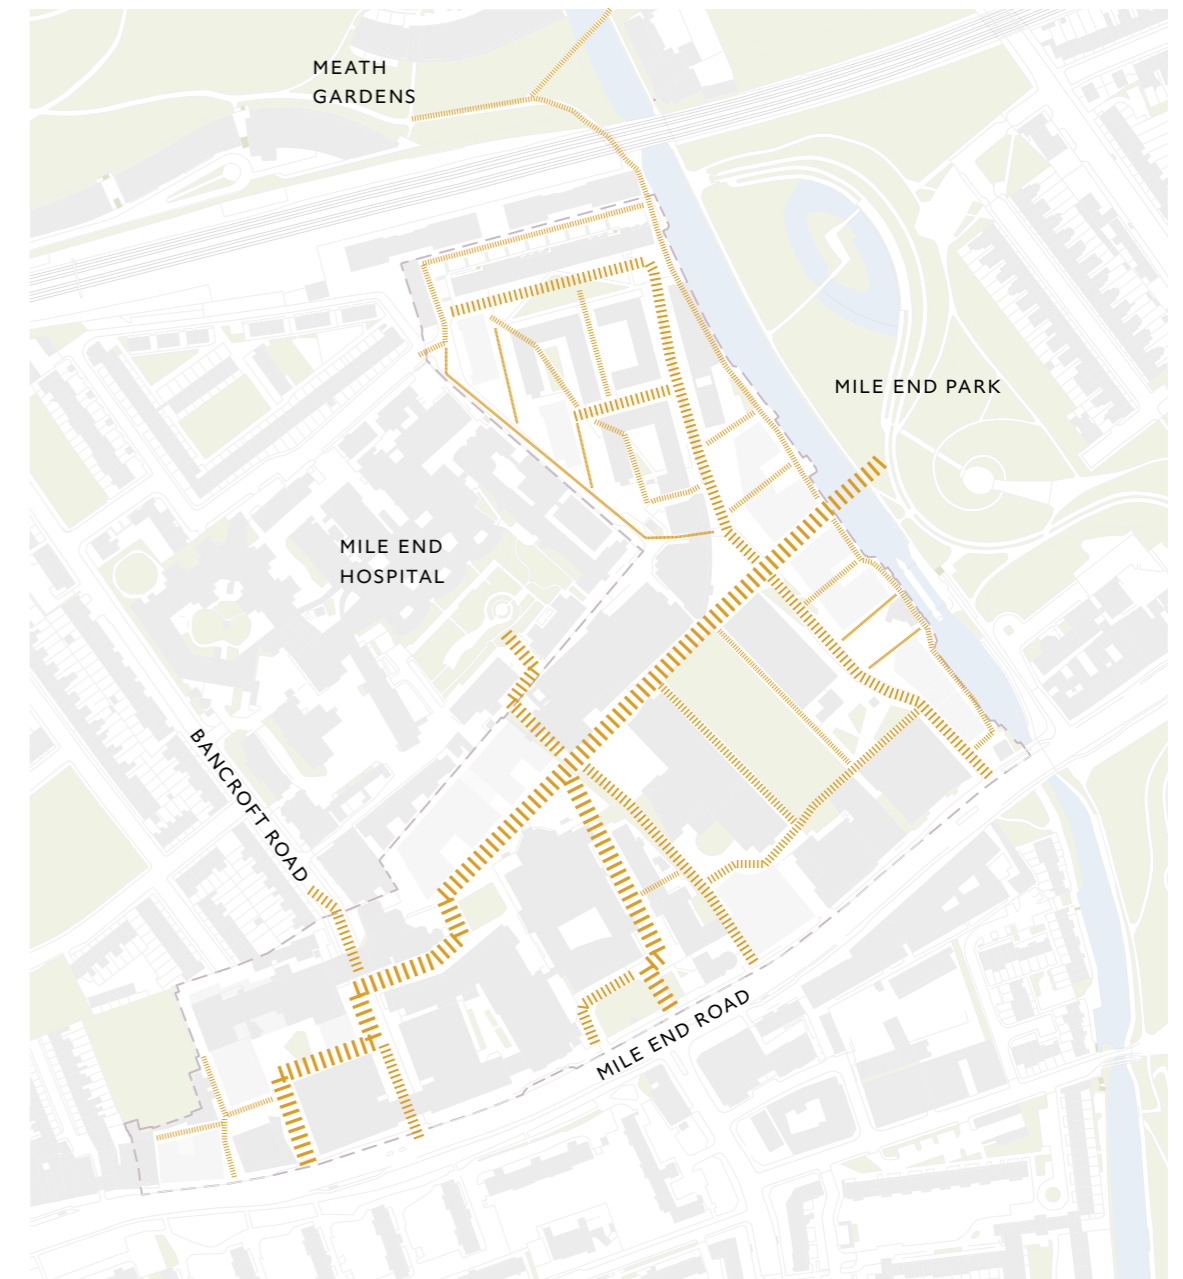 MEATH
GARDENS
MILE END PARK
MILE END
HOSPITAL
BANCROFT ROAD
MILE END ROAD